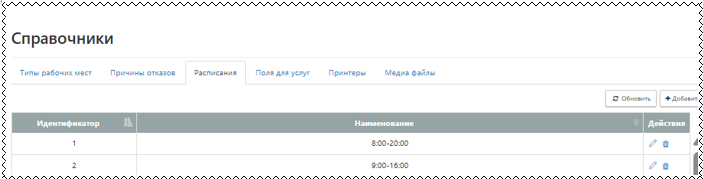 Справочники
Типы рабочих мест Причины отказов Расписания Поля для услуг Принтеры Медиа файлы
Обновить Добавит
Идентификатор Наименование Действия
1 8:00-20:00
2 9:00-16:00